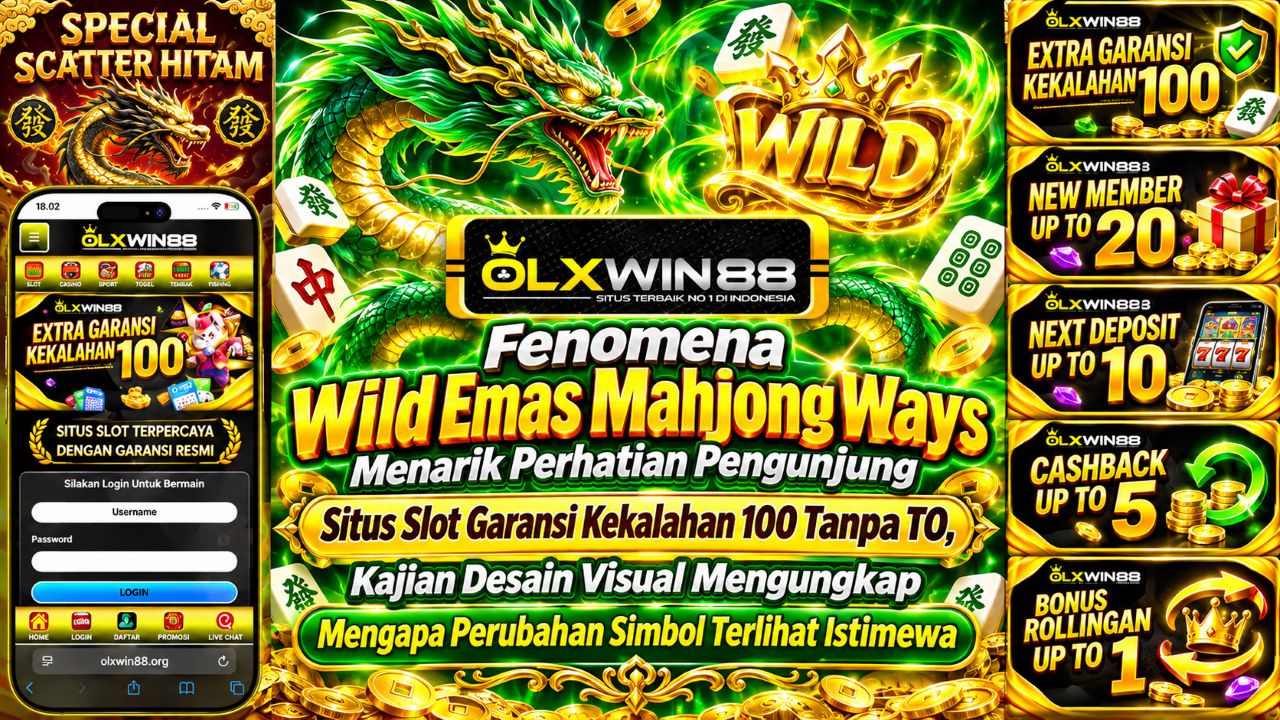 SPECIAL
SCATTER HITAM
發
發
18.02
OLXWIN88
SLOT
CASINO
SPORT
TOGEL
TEMBAK
FISHING
OLXWIN88
EXTRA GARANSI
KEKALAHAN 100
SITUS SLOT TERPERCAYA
DENGAN GARANSI RESMI
Silakan Login Untuk Bermain
Username
Password
LOGIN
HOME
LOGIN
DAFTAR
PROMOSI
LIVE CHAT
olxwin88.org
發
WILD
發
中
OLXWIN88
SITUS TERBAIK NO 1 DI INDONESIA
Fenomena
Wild Emas Mahjong Ways
Menarik Perhatian Pengunjung
Situs Slot Garansi Kekalahan 100 Tanpa TO,
Kajian Desain Visual Mengungkap
Mengapa Perubahan Simbol Terlihat Istimewa
發
發
OLXWIN88
EXTRA GARANSI
KEKALAHAN 100
發
OLXWIN888
NEW MEMBER
UP TO 20
OLXWIN888
NEXT DEPOSIT
UP TO 10
777
OLXWIN88
CASHBACK
UP TO 5
OLXWIN88
BONUS
ROLLINGAN
UP TO 1